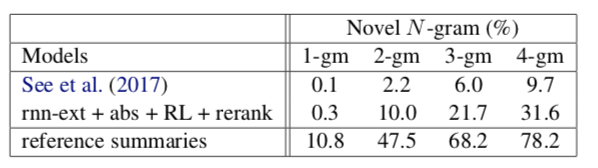 Novel N-gram (%)
Models 1-gm 2-gm 3-gm 4-gm
See et al. (2017) 0.1 2.2 6.0 9.7
rnn-ext + abs + RL + rerank 0.3 10.0 21.7 31.6
reference summaries 10.8 47.5 68.2 78.2